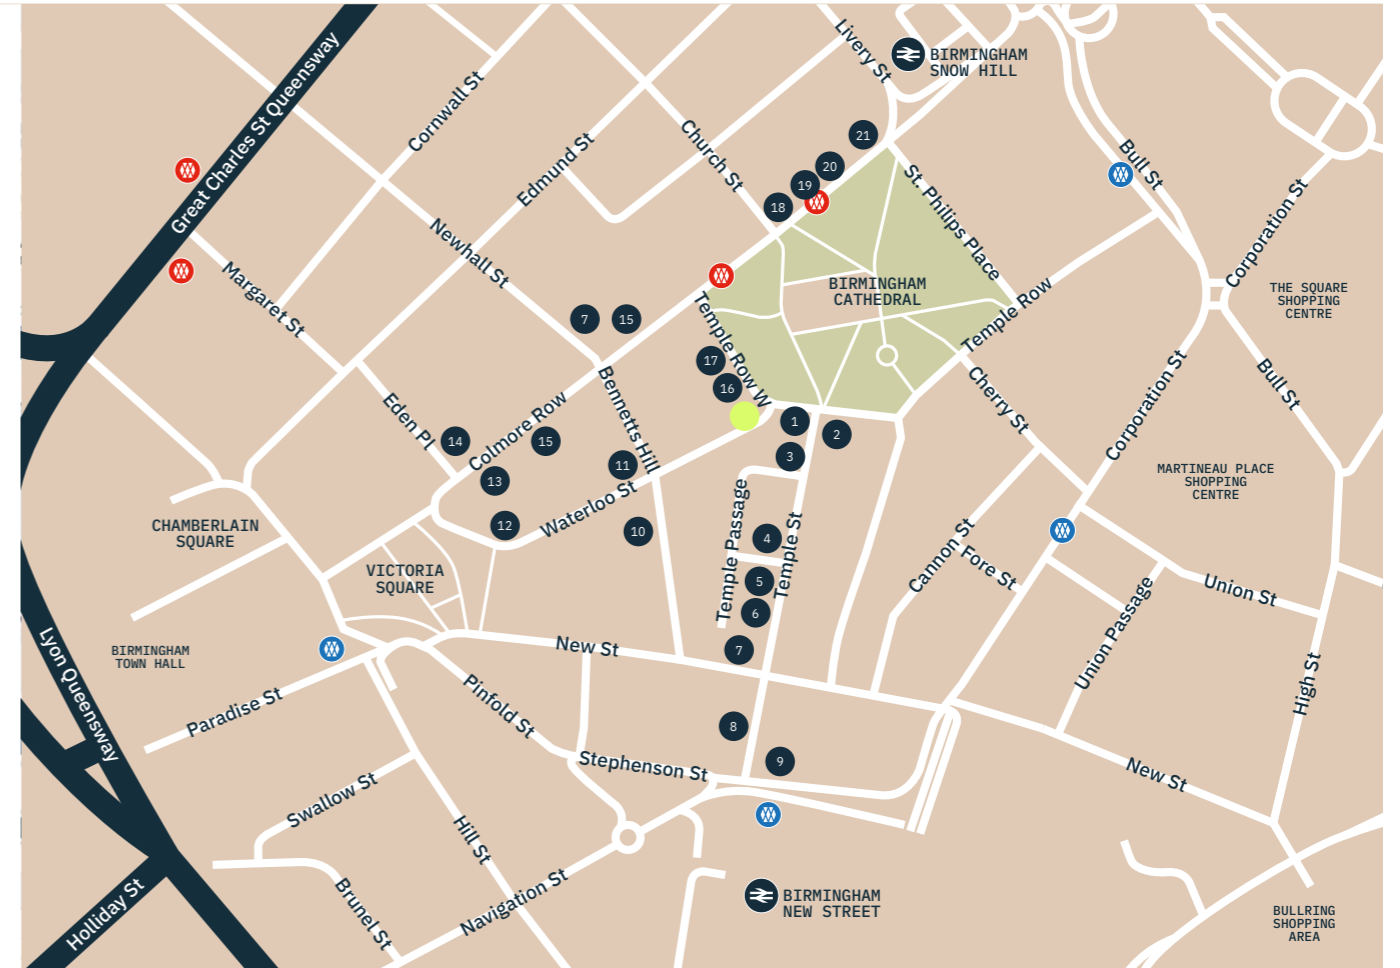 Livery St
BIRMINGHAM
SNOW HILL
Great Charles St Queensway
Cornwall St
Edmund St
Church St
21
20
19
18
Bull St
St. Philips Place
Corporation St
Newhall St
Margaret St
BIRMINGHAM
CATHEDRAL
Temple Row
THE SQUARE
SHOPPING
CENTRE
7
15
Temple Row W
17
16
Bennetts Hill
Cherry St
Corporation St
Bull St
Eden Pl
Colmore Row
14
15
13
11
1
2
3
MARTINEAU PLACE
SHOPPING
CENTRE
CHAMBERLAIN
SQUARE
12
Waterloo St
10
Temple Passage
Temple St
4
5
6
7
VICTORIA
SQUARE
Cannon St
Fore St
Union St
Union Passage
BIRMINGHAM
TOWN HALL
Lyon Queensway
New St
High St
Paradise St
Pinfold St
8
9
Stephenson St
New St
Swallow St
Hill St
Holliday St
Brunel St
Navigation St
BIRMINGHAM
NEW STREET
BULLRING
SHOPPING
AREA